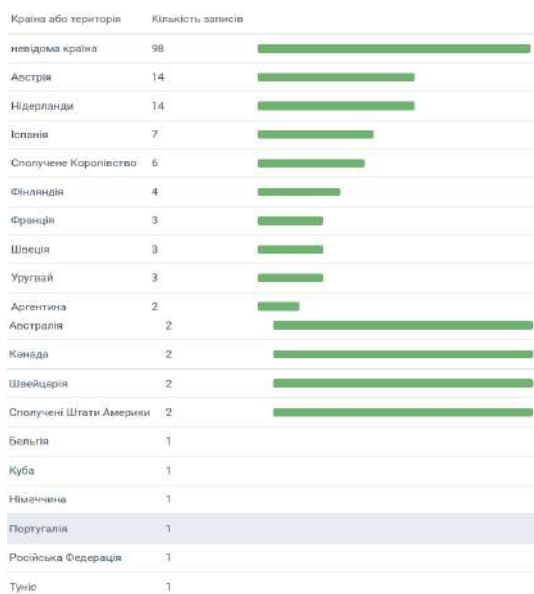 Країна або територія Кількість записів
невідома країна 98
Австрія 14
Нідерланди 14
Іспанія 7
Сполучене Королівство 6
Фінляндія 4
Франція 3
Швеція 3
Уругвай 3
Аргентина 2
Австралія 2
Канада 2
Швейцарія 2
Сполучені Штати Америки 2
Бельгія 1
Куба 1
Німеччина 1
Португалія 1
Російська Федерація 1
Туніс 1